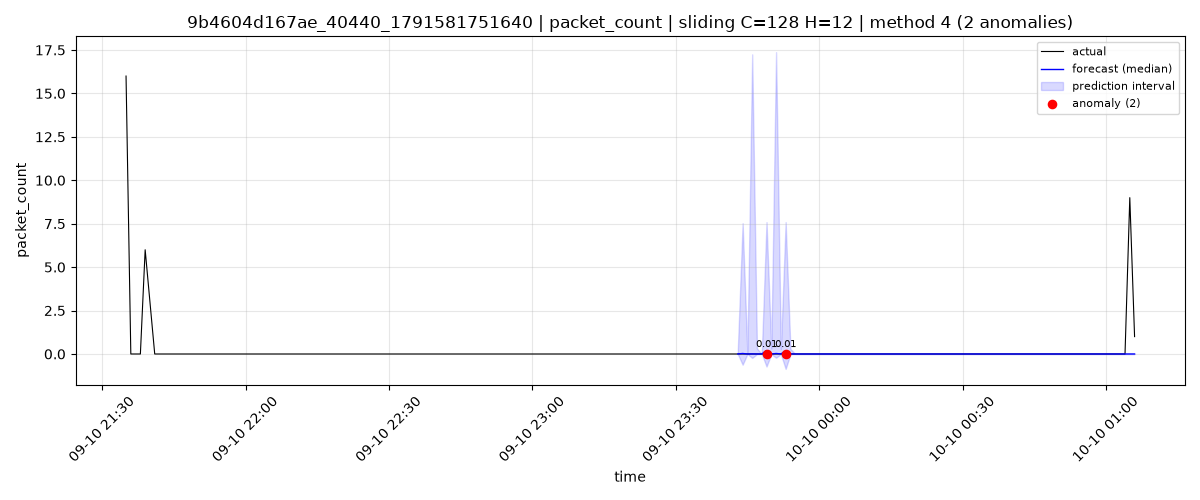 9b4604d167ae_40440_1791581751640 | packet_count | sliding C=128 H=12 | method 4 (2 anomalies)
17.5
15.0
12.5
10.0
7.5
5.0
2.5
0.0
packet_count
actual
forecast (median)
prediction interval
anomaly (2)
0.01
0.01
09-10 21:30
09-10 22:00
09-10 22:30
09-10 23:00
09-10 23:30
10-10 00:00
10-10 00:30
10-10 01:00
time